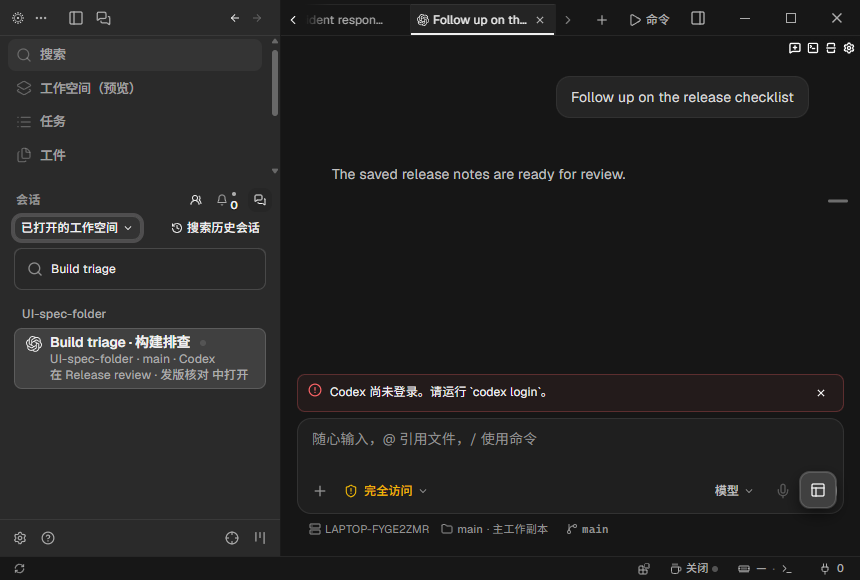 dent respon...
Follow up on th...
命令
搜索
工作空间（预览）
任务
工件
会话
0
已打开的工作空间
搜索历史会话
Build triage
UI-spec-folder
Build triage · 构建排查
UI-spec-folder · main · Codex
在 Release review · 发版核对 中打开
Follow up on the release checklist
The saved release notes are ready for review.
Codex 尚未登录。请运行 `codex login`。
随心输入，@ 引用文件，/ 使用命令
完全访问
模型
LAPTOP-FYGE2ZMR
main · 主工作副本
main
关闭
0